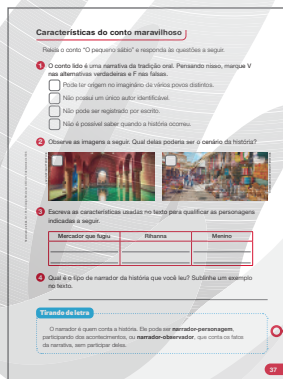 Características do conto maravilhoso
Releia o conto "O pequeno sábio" e responda às questões a seguir.
1 O conto lido é uma narrativa da tradição oral. Pensando nisso, marque V
nas alternativas verdadeiras e F nas falsas.
Pode ter origem no imaginário de vários povos distintos.
Não possui um único autor identificável.
Não pode ser registrado por escrito.
Não é possível saber quando a história ocorreu.
2 Observe as imagens a seguir. Qual delas poderia ser o cenário da história?
3 Escreva as características usadas no texto para qualificar as personagens
indicadas a seguir.
Mercador que fugiu Rihanna Menino
4 Qual é o tipo de narrador da história que você leu? Sublinhe um exemplo
no texto.
Tirando de letra
O narrador é quem conta a história. Ele pode ser narrador-personagem,
participando dos acontecimentos, ou narrador-observador, que conta os fatos
da narrativa, sem participar deles.
37